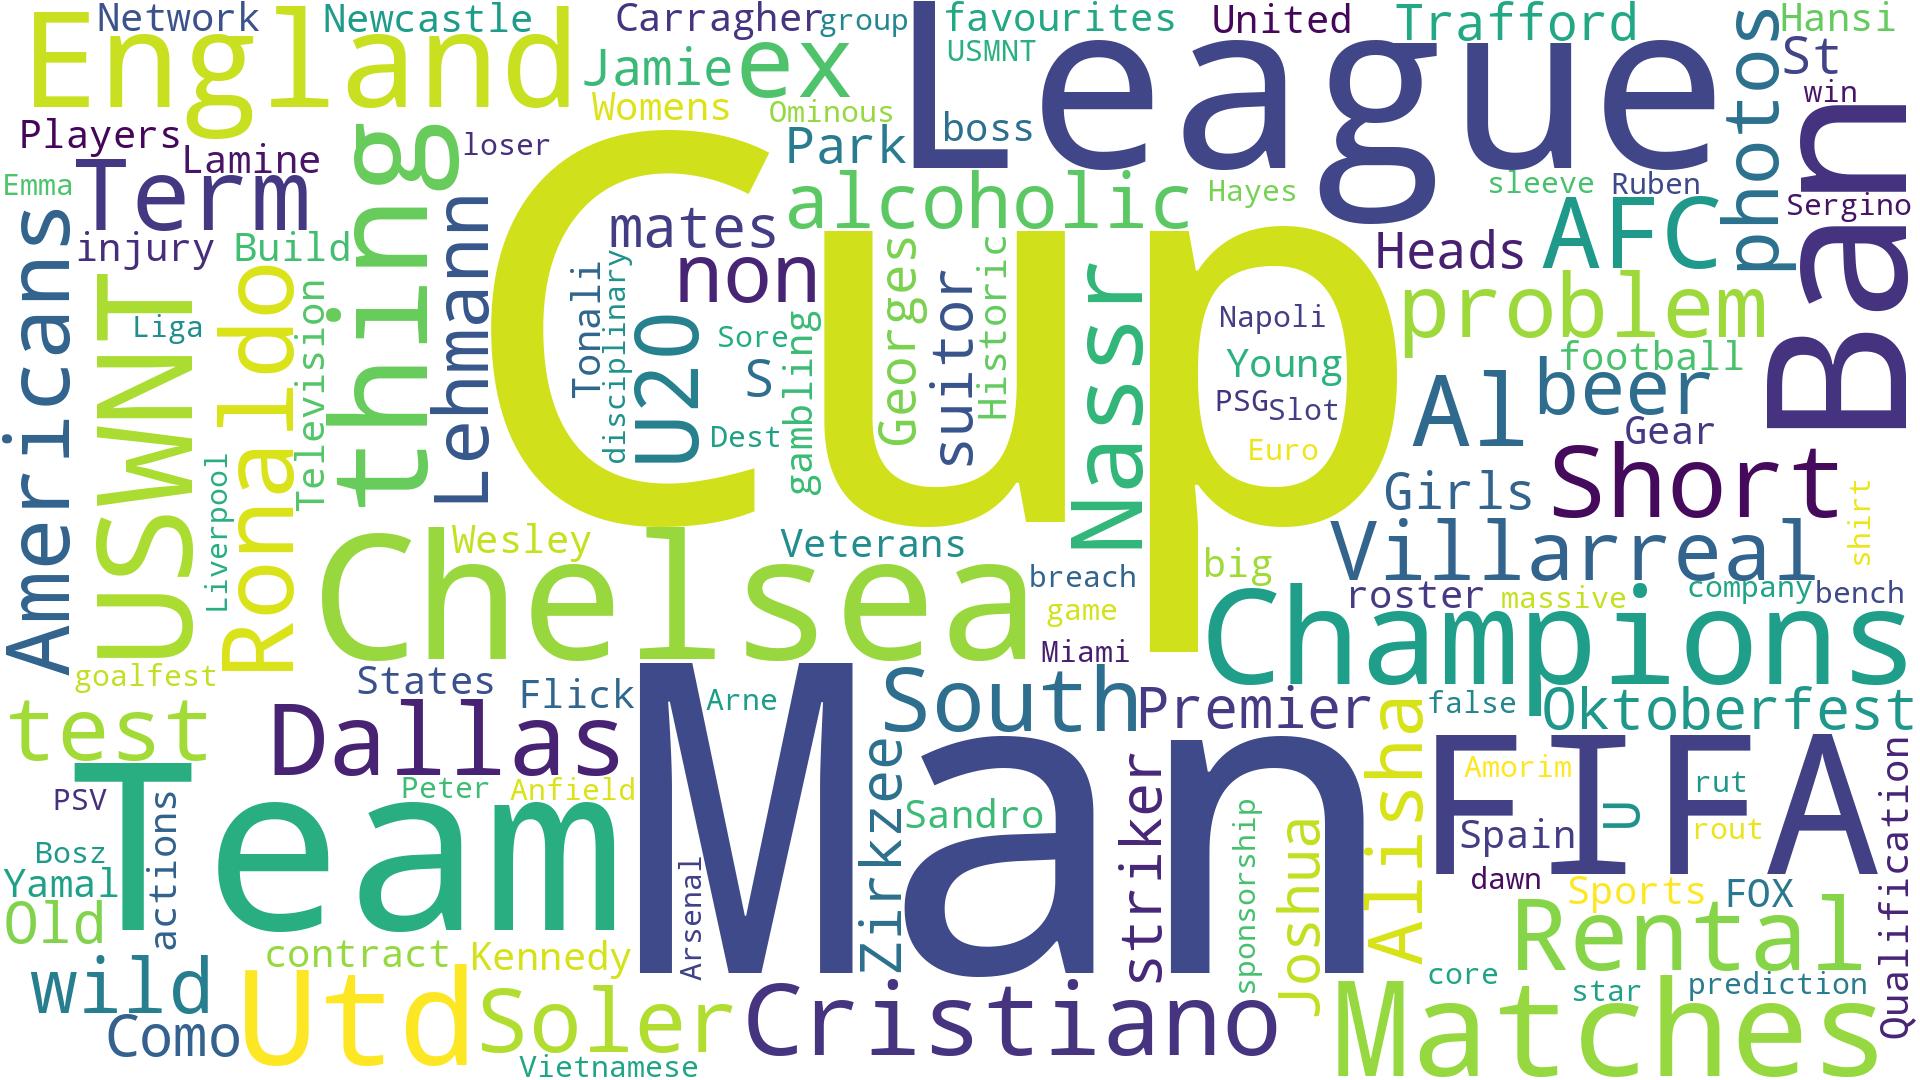 Network
Newcastle
Carragher
group
favourites
United
Trafford
Hansi
England
Jamie
ex
USMNT
League
photos
St
Womens
Ominous
win
Players
Lamine
loser
Park
boss
Ban
Emma
Term
thing
Cup
alcoholic
Hayes
sleeve
Ruben
Sergino
Americans
injury
Build
Lehmann
mates
non
Heads
AFC
USWNT
Liga
Ronaldo
Television
Tonali
disciplinary
U20
Sore
S
Dest
gambling
Georges
suitor
Historic
Nassr
Napoli
Young
PSG
Slot
Euro
problem
football
Al
beer
Gear
Girls
Short
shirt
Liverpool
Chelsea
Wesley
Veterans
breach
game
Miami
big
Villarreal
roster
massive
company
bench
Champions
goalfest
States
Flick
Man
Arne
South
Premier
Alisha
false
Oktoberfest
test
Dallas
Team
Peter
Anfield
Zirkzee
Sandro
striker
sponsorship
Joshua
FIFA
Amorim
Spain
U
rut
rout
Qualification
PSV
Bosz
Yamal
actions
Arsenal
dawn
Sports
FOX
Old
contract
Kennedy
Rental
wild
Como
Utd
Soler
Cristiano
core
star
prediction
Matches
Vietnamese